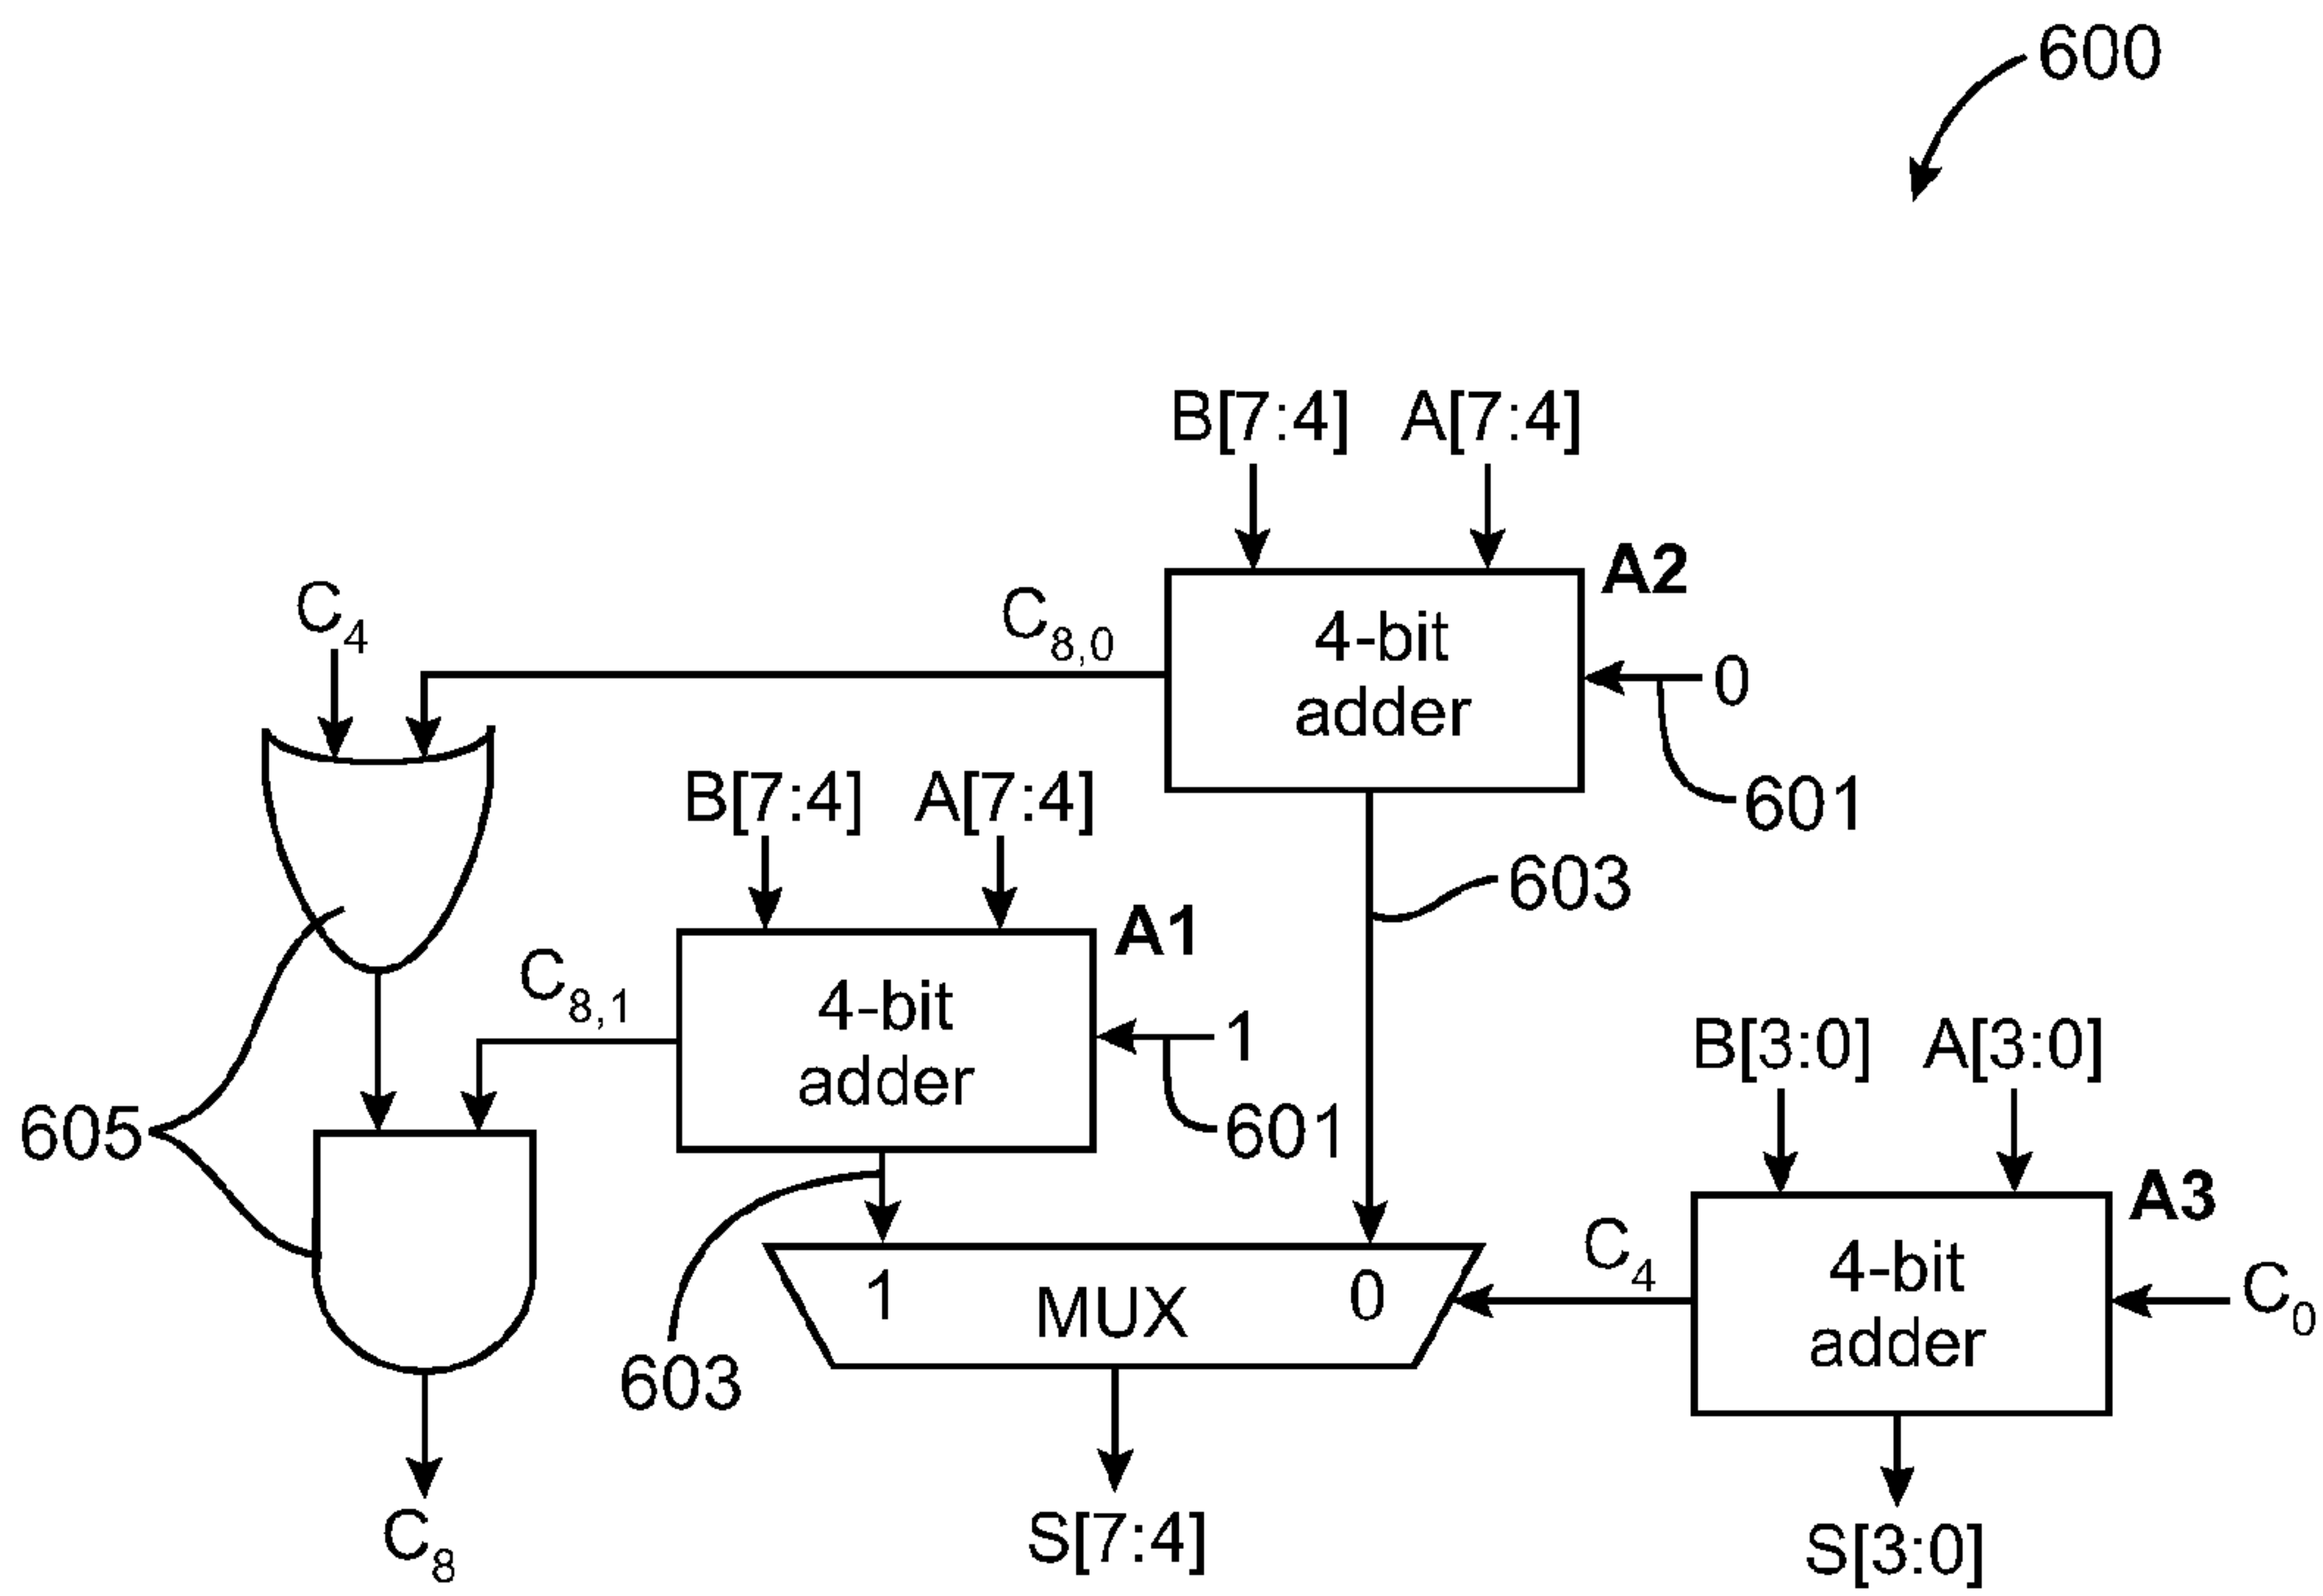 600
B[7:4] A[7:4]
A2
C4
C8,0
4-bit
adder
0
601
B[7:4] A[7:4]
603
A1
C8,1
4-bit
adder
1
601
B[3:0] A[3:0]
605
A3
C4
4-bit
adder
C0
1 MUX 0
603
C8
S[7:4]
S[3:0]